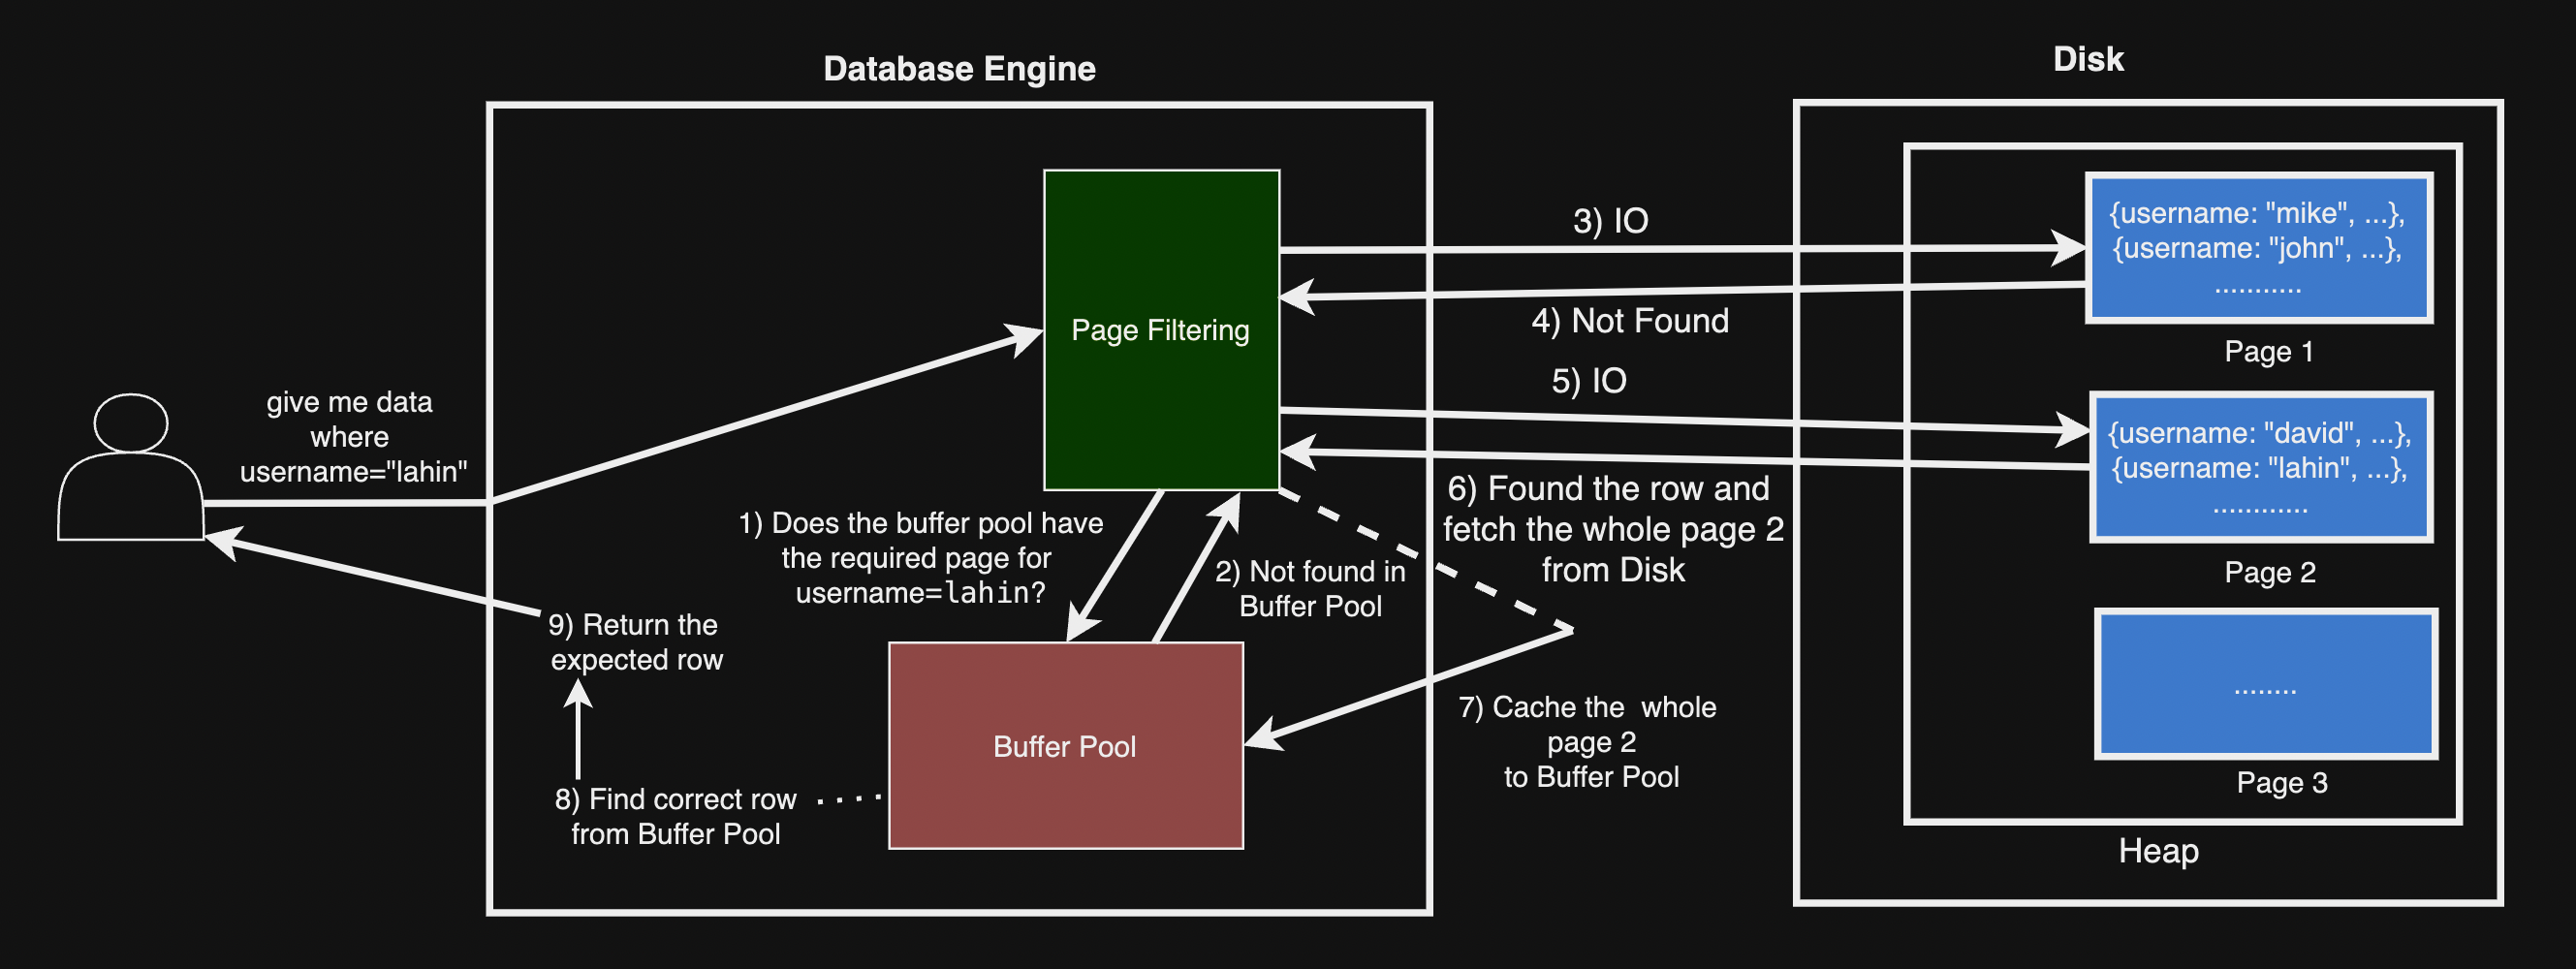 Database Engine
Disk
give me data
where
username="lahin"
Page Filtering
1) Does the buffer pool have
the required page for
username=lahin?
2) Not found in
Buffer Pool
3) IO
4) Not Found
5) IO
6) Found the row and
fetch the whole page 2
from Disk
7) Cache the whole
page 2
to Buffer Pool
Buffer Pool
8) Find correct row
from Buffer Pool
9) Return the
expected row
{username: "mike", ...},
{username: "john", ...},
...........
Page 1
{username: "david", ...},
{username: "lahin", ...},
............
Page 2
........
Page 3
Heap